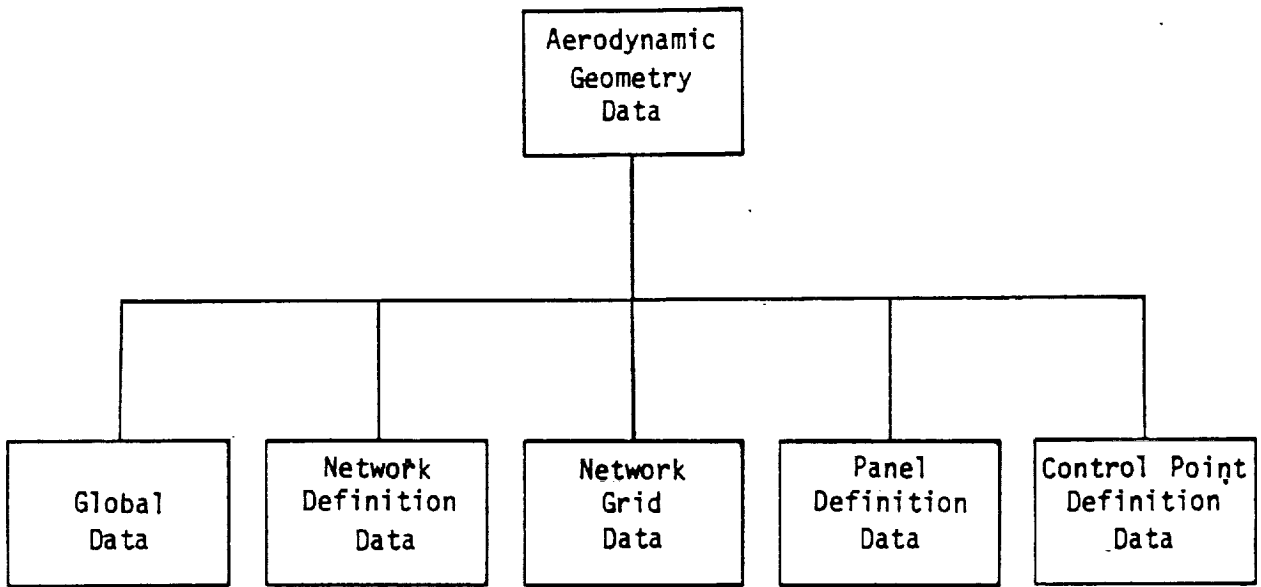 Aerodynamic
Geometry
Data
Global
Data
Network
Definition
Data
Network
Grid
Data
Panel
Definition
Data
Control Point
Definition
Data